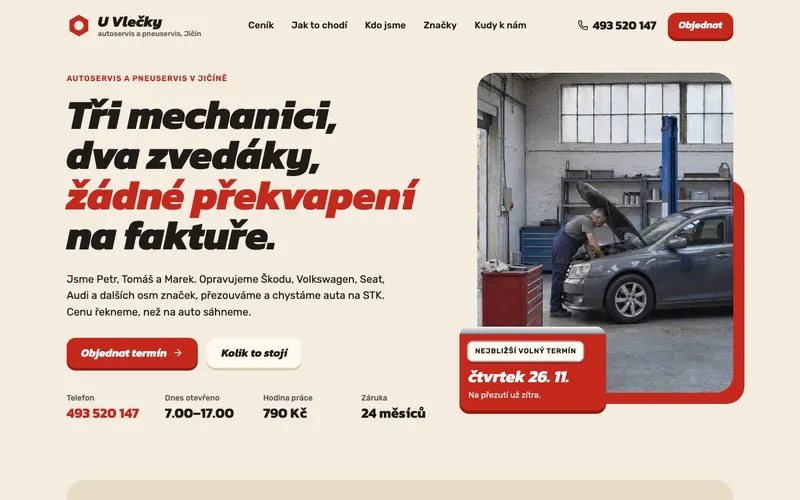 U Vlečky
autoservis a pneuservis, Jičín
Ceník
Jak to chodí
Kdo jsme
Značky
Kudy k nám
493 520 147
Objednat
AUTOSERVIS A PNEUSERVIS V JIČÍNĚ
Tři mechanici,
dva zvedáky,
žádné překvapení
na faktuře.
Jsme Petr, Tomáš a Marek. Opravujeme Škodu, Volkswagen, Seat,
Audi a dalších osm značek, přezouváme a chystáme auta na STK.
Cenu řekneme, než na auto sáhneme.
Objednat termín
Kolik to stojí
Telefon
493 520 147
Dnes otevřeno
7.00–17.00
Hodina práce
790 Kč
Záruka
24 měsíců
NEJBLIŽŠÍ VOLNÝ TERMÍN
čtvrtek 26. 11.
Na přezutí už zítra.